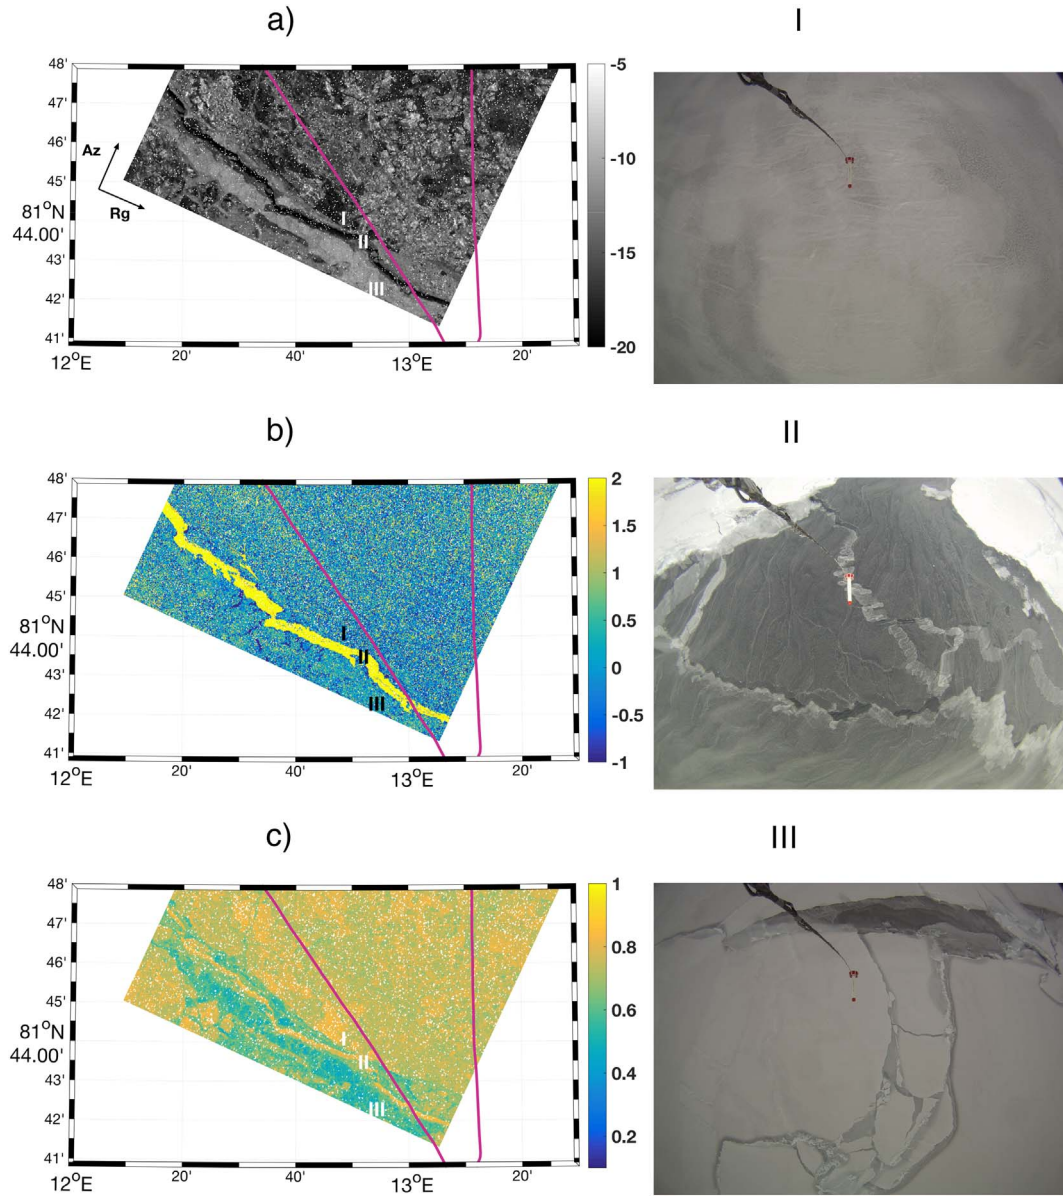 a)
I
48'
47'
46'
45'
81°N
44.00'
43'
42'
41'
12°E
20'
40'
13°E
20'
Az
Rg
I
II
III
-5
-10
-15
-20
b)
II
48'
47'
46'
45'
81°N
44.00'
43'
42'
41'
12°E
20'
40'
13°E
20'
I
II
III
2
1.5
1
0.5
0
-0.5
-1
c)
III
48'
47'
46'
45'
81°N
44.00'
43'
42'
41'
12°E
20'
40'
13°E
20'
I
II
III
1
0.8
0.6
0.4
0.2